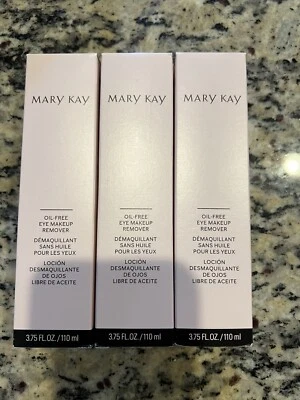 MARY KAY
OIL-FREE
EYE MAKEUP
REMOVER
DÉMAQUILLANT
SANS HUILE
POUR LES YEUX
LOCIÓN
DESMAQUILLANTE
DE OJOS
LIBRE DE ACEITE
3.75 FL.OZ. / 110 ml
MARY KAY
OIL-FREE
EYE MAKEUP
REMOVER
DÉMAQUILLANT
SANS HUILE
POUR LES YEUX
LOCIÓN
DESMAQUILLANTE
DE OJOS
LIBRE DE ACEITE
3.75 FL.OZ. / 110 ml
MARY KAY
OIL-FREE
EYE MAKEUP
REMOVER
DÉMAQUILLANT
SANS HUILE
POUR LES YEUX
LOCIÓN
DESMAQUILLANTE
DE OJOS
LIBRE DE ACEITE
3.75 FL.OZ. / 110 ml